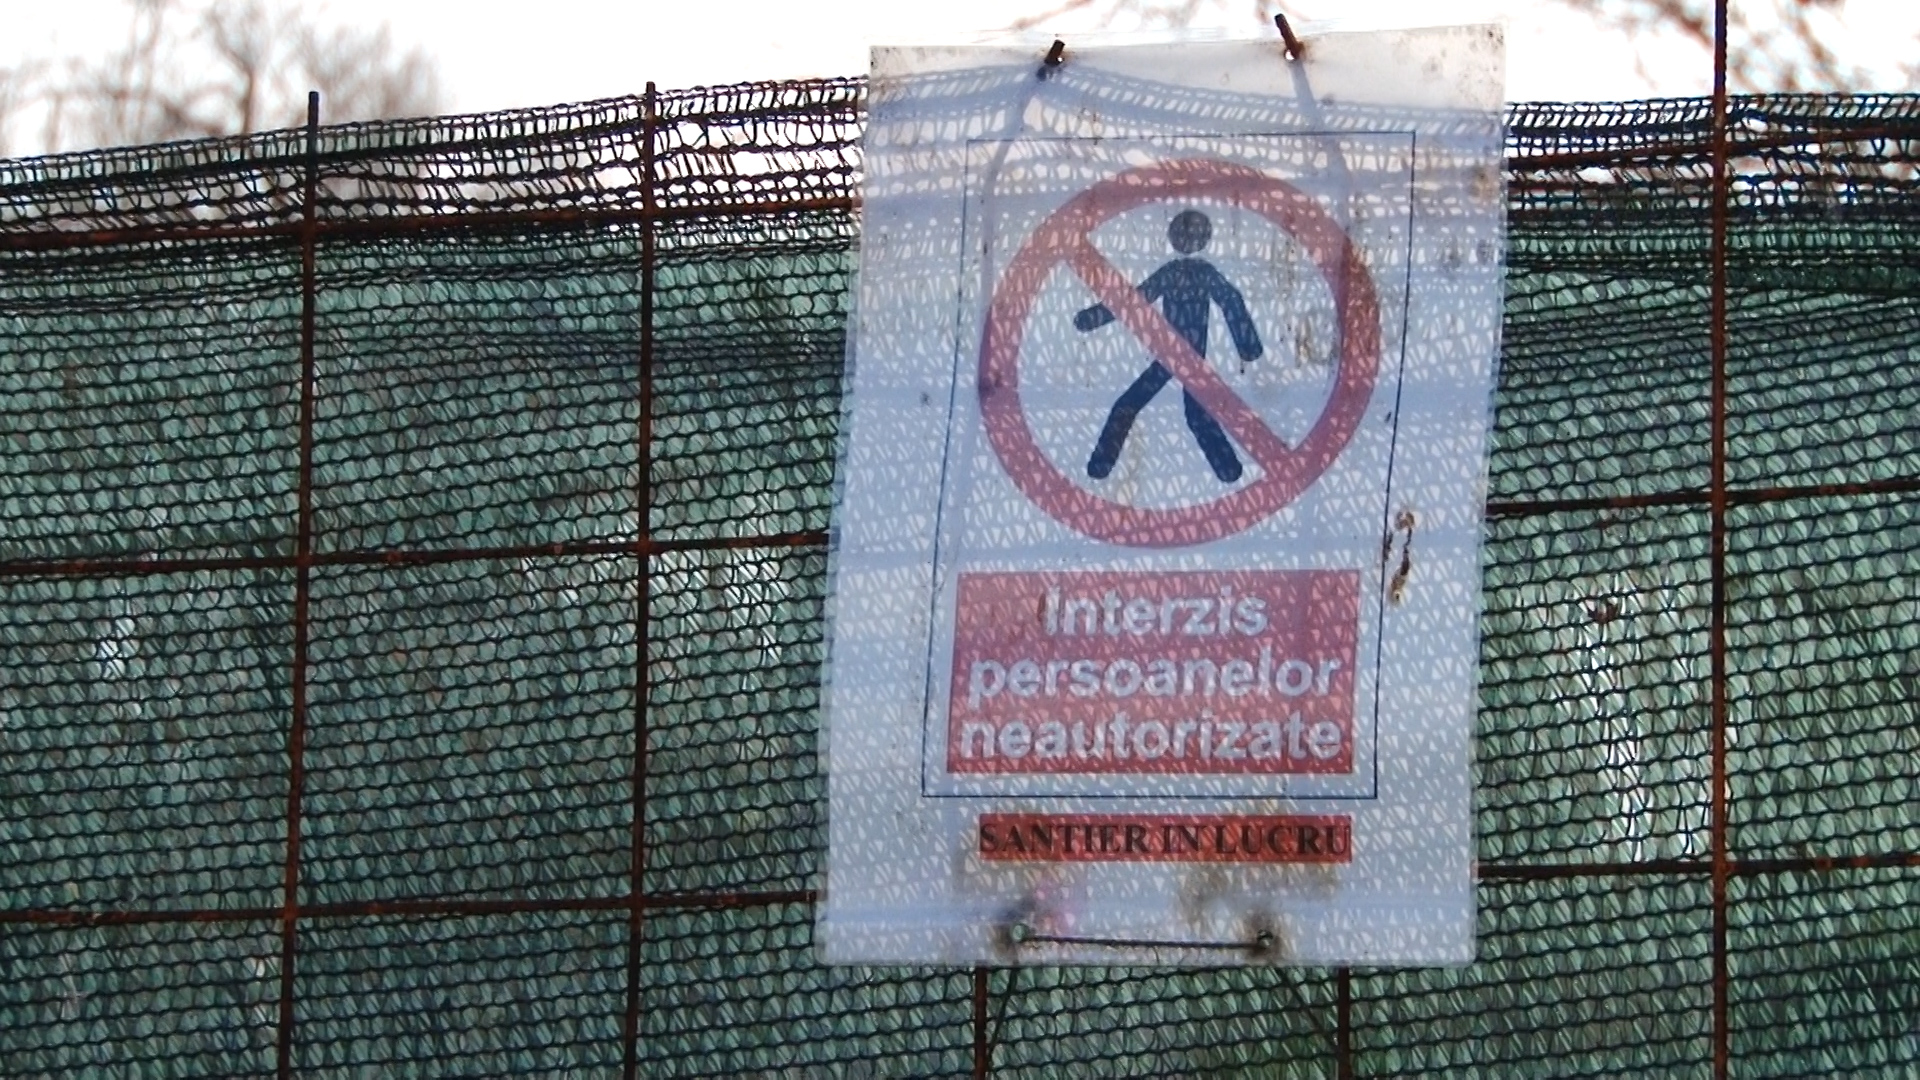 Interzis
persoanelor
neautorizate
SANTIER IN LUCRU